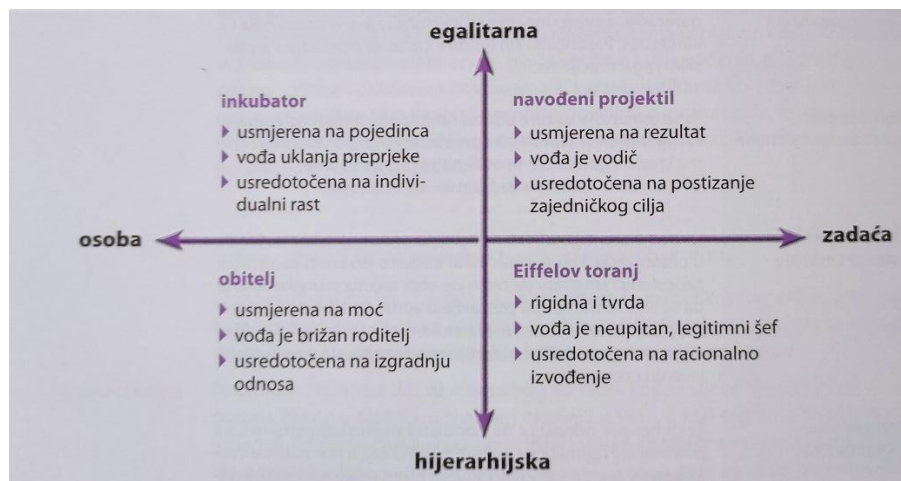 egalitarna
inkubator
usmjerena na pojedinca
vođa uklanja preprjeke
usredotočena na indivi-
dualni rast
navođeni projektil
usmjerena na rezultat
vođa je vodič
usredotočena na postizanje
zajedničkog cilja
osoba
zadaća
obitelj
usmjerena na moć
vođa je brižan roditelj
usredotočena na izgradnju
odnosa
Eiffelov toranj
rigidna i tvrda
vođa je neupitan, legitimni šef
usredotočena na racionalno
izvođenje
hijerarhijska